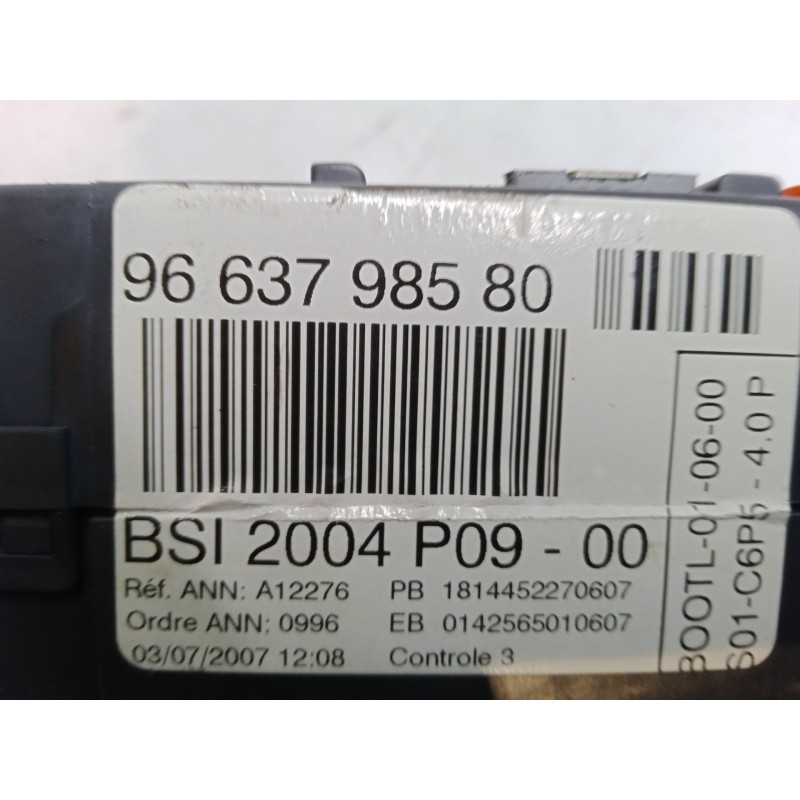 96 637 985 80
BSI 2004 P09 - 00
Réf. ANN: A12276 PB 1814452270607
Ordre ANN: 0996 EB 0142565010607
03/07/2007 12:08 Controle 3
BOOTL-01-06-00
S01-C6P5 - 4.0 P